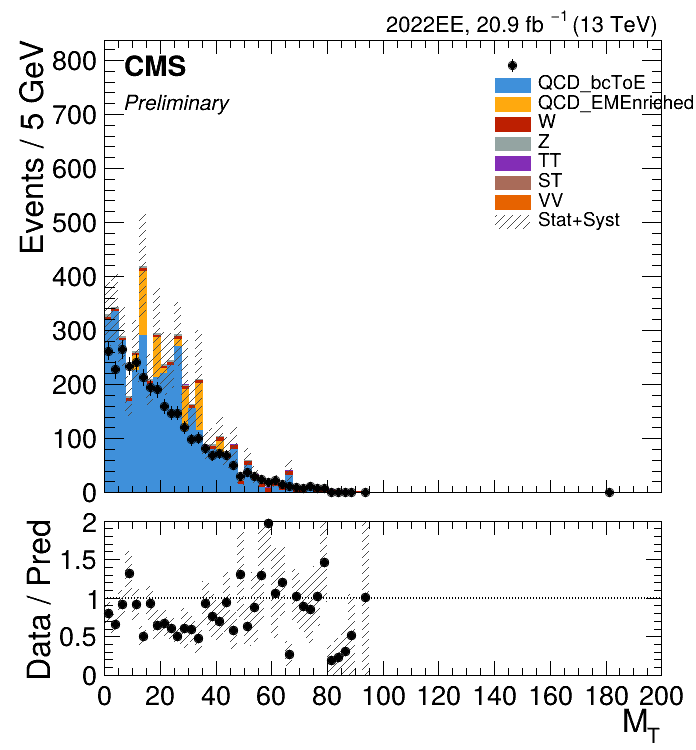 2022EE, 20.9 fb ⁻¹ (13 TeV)
CMS
Preliminary
Events / 5 GeV
800
700
600
500
400
300
200
100
0
QCD_bcToE
QCD_EMEnriehed
W
Z
TT
ST
VV
Stat+Syst
Data / Pred
2
1.5
1
0.5
0
0 20 40 60 80 100 120 140 160 180 200
M_T